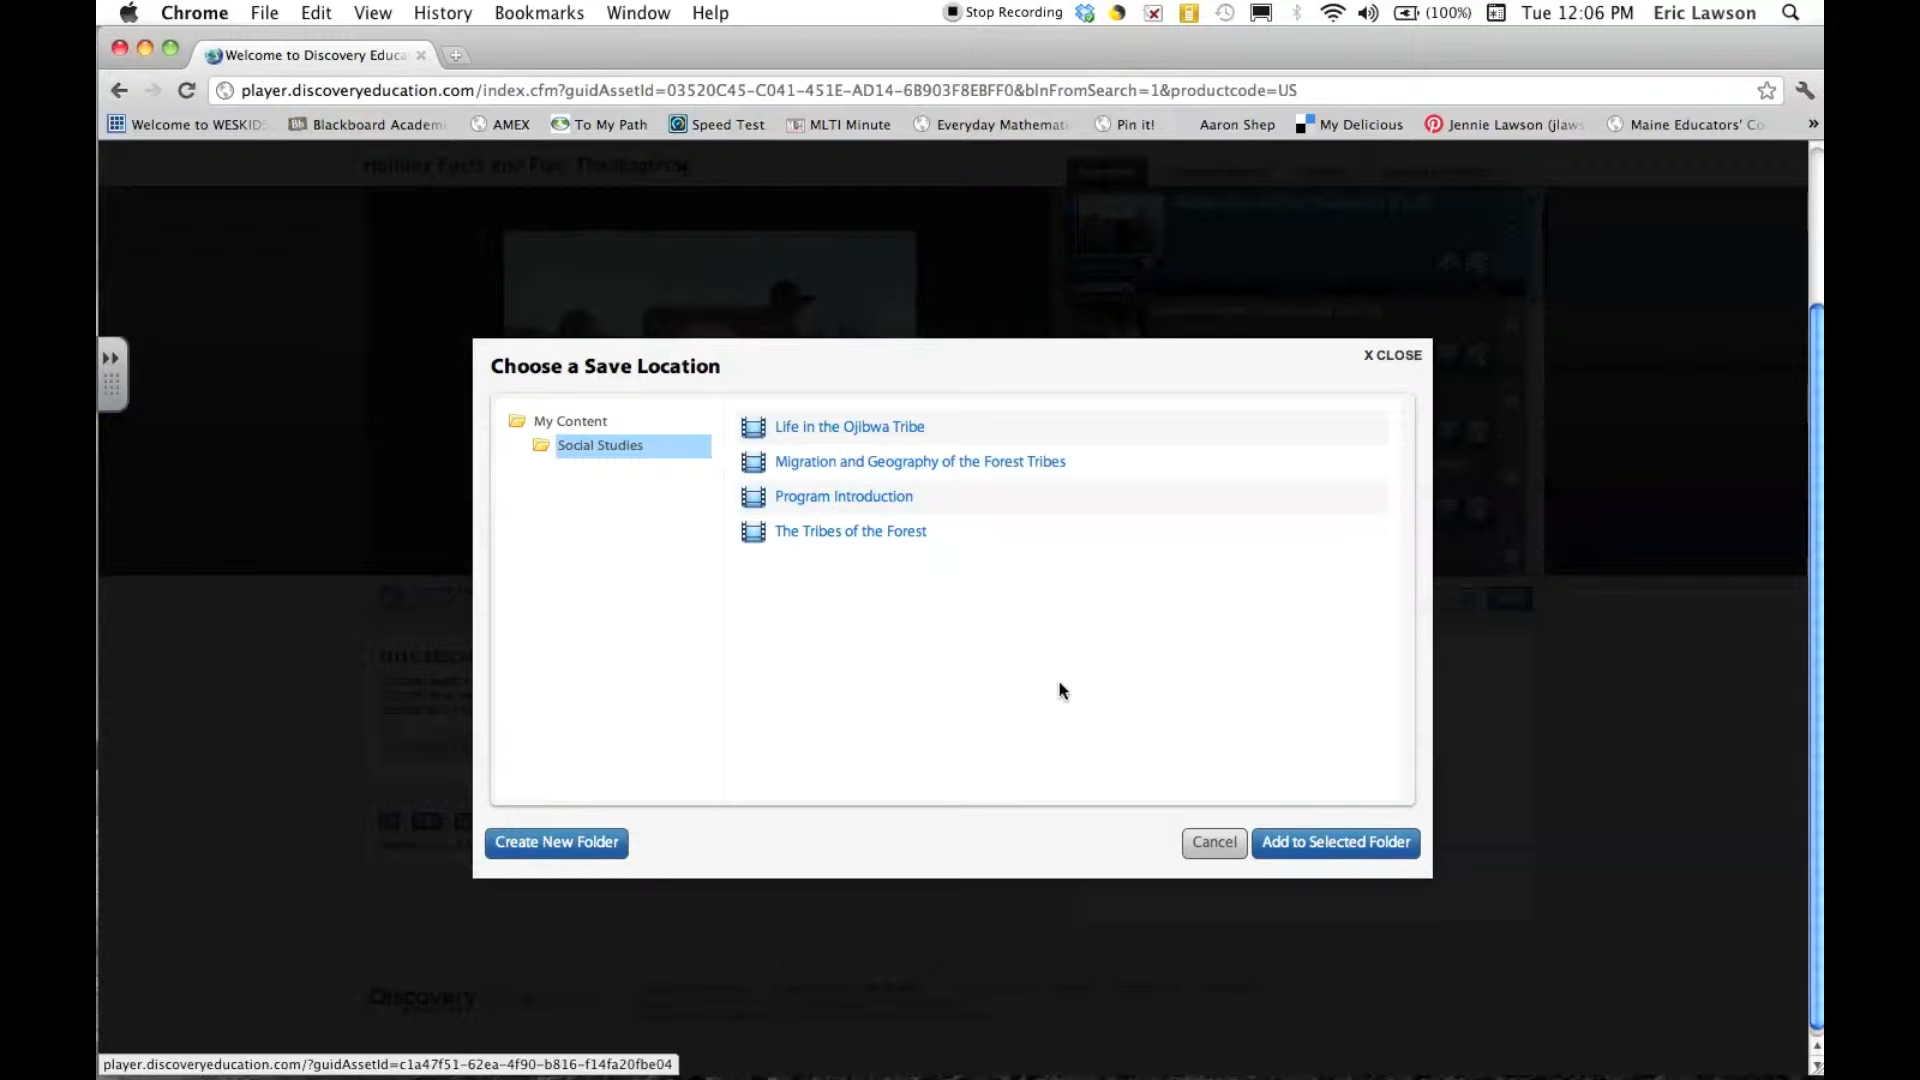 Chrome File Edit View History Bookmarks Window Help Stop Recording (100%) Tue 12:06 PM Eric Lawson
Welcome to Discovery Educa
player.discoveryeducation.com/index.cfm?guidAssetId=03520C45-C041-451E-AD14-6B903F8EBFF0&blnFromSearch=1&productcode=US
Welcome to WESKIDS Blackboard Academi AMEX To My Path Speed Test MLTI Minute Everyday Mathemati Pin it! Aaron Shep My Delicious Jennie Lawson (jlaws Maine Educators' Co »
Choose a Save Location
X CLOSE
My Content
Social Studies
Life in the Ojibwa Tribe
Migration and Geography of the Forest Tribes
Program Introduction
The Tribes of the Forest
Create New Folder
Cancel
Add to Selected Folder
Discovery
player.discoveryeducation.com/?guidAssetId=c1a47f51-62ea-4f90-b816-f14fa20fbe04